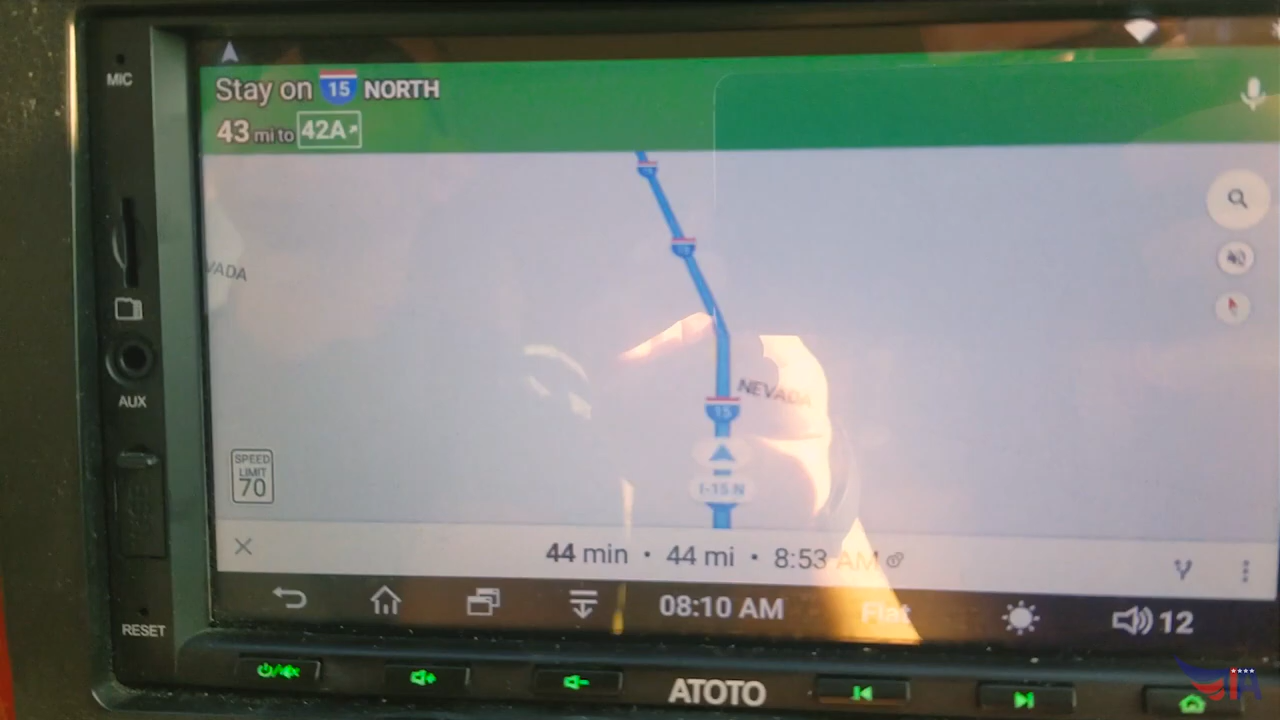 MIC
Stay on 15 NORTH
43 mi to 42A
VADA
AUX
NEVADA
15
SPEED
LIMIT
70
I-15 N
44 min · 44 mi · 8:53 AM
08:10 AM
Flat
12
RESET
ATOTO